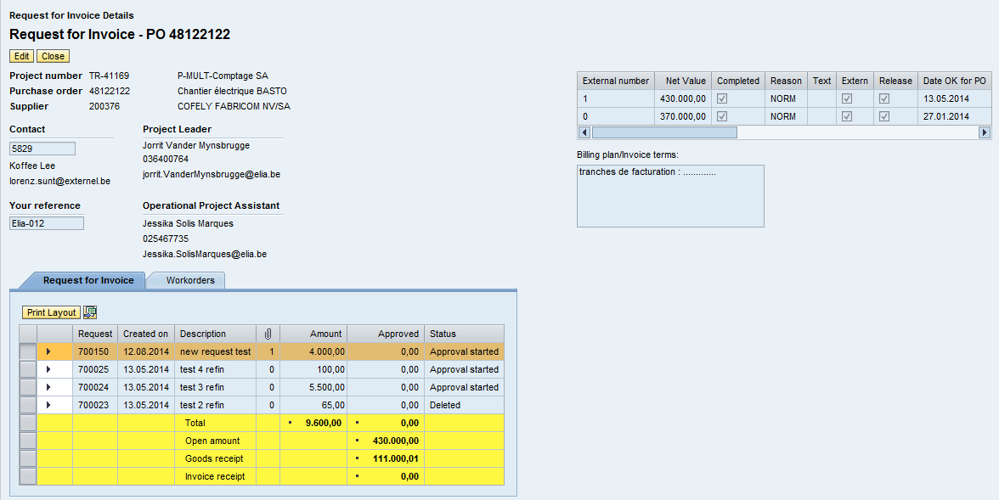 Request for Invoice Details
Request for Invoice - PO 48122122
Edit Close
Project number TR-41169 P-MULT-Comptage SA
Purchase order 48122122 Chantier électrique BASTO
Supplier 200376 COFELY FABRICOM NV/SA
Contact Project Leader
5829 Jorrit Vander Mynsbrugge
036400764
Koffee Lee
jorrit.VanderMynsbrugge@elia.be
lorenz.sunt@externel.be
Your reference Operational Project Assistant
Elia-012 Jessika Solis Marques
025467735
Jessika.SolisMarques@elia.be
External number Net Value Completed Reason Text Extern Release Date OK for PO
1 430.000,00 NORM 13.05.2014
0 370.000,00 NORM 27.01.2014
Billing plan/Invoice terms:
tranches de facturation : .............
Request for Invoice Workorders
Print Layout
Request Created on Description Amount Approved Status
700150 12.08.2014 new request test 1 4.000,00 0,00 Approval started
700025 13.05.2014 test 4 refin 0 100,00 0,00 Approval started
700024 13.05.2014 test 3 refin 0 5.500,00 0,00 Approval started
700023 13.05.2014 test 2 refin 0 65,00 0,00 Deleted
Total 9.600,00 0,00
Open amount 430.000,00
Goods receipt 111.000,01
Invoice receipt 0,00